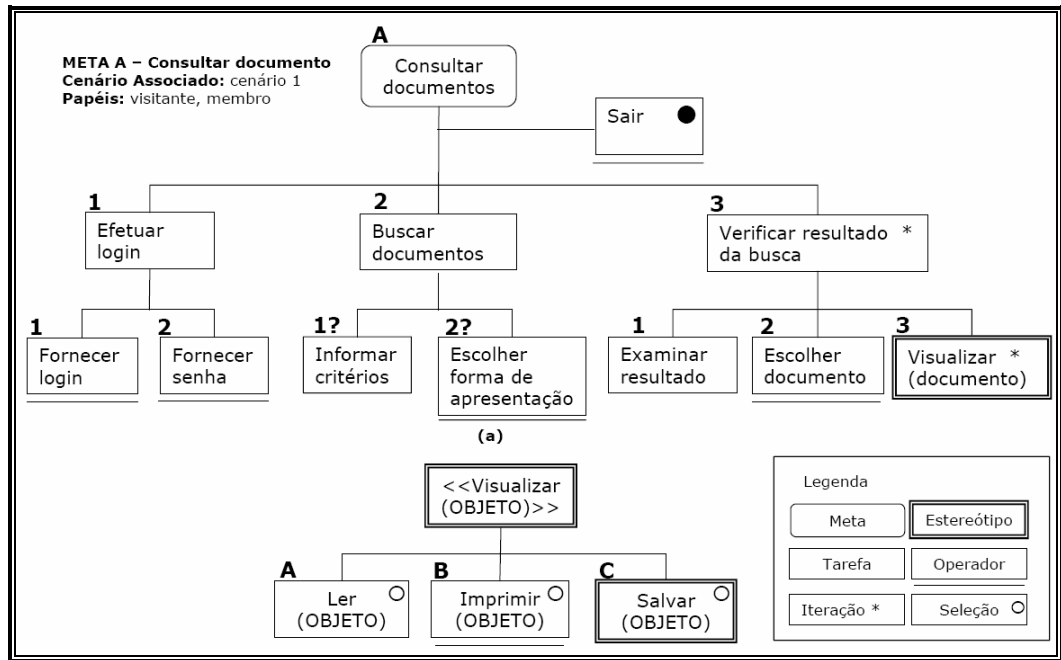 META A – Consultar documento
Cenário Associado: cenário 1
Papéis: visitante, membro
A
Consultar
documentos
Sair
1
Efetuar
login
2
Buscar
documentos
3
Verificar resultado *
da busca
1
Fornecer
login
2
Fornecer
senha
1?
Informar
critérios
2?
Escolher
forma de
apresentação
1
Examinar
resultado
2
Escolher
documento
3
Visualizar *
(documento)
(a)
<<Visualizar
(OBJETO)>>
A
Ler
(OBJETO)
B
Imprimir
(OBJETO)
C
Salvar
(OBJETO)
Legenda
Meta
Estereótipo
Tarefa
Operador
Iteração *
Seleção